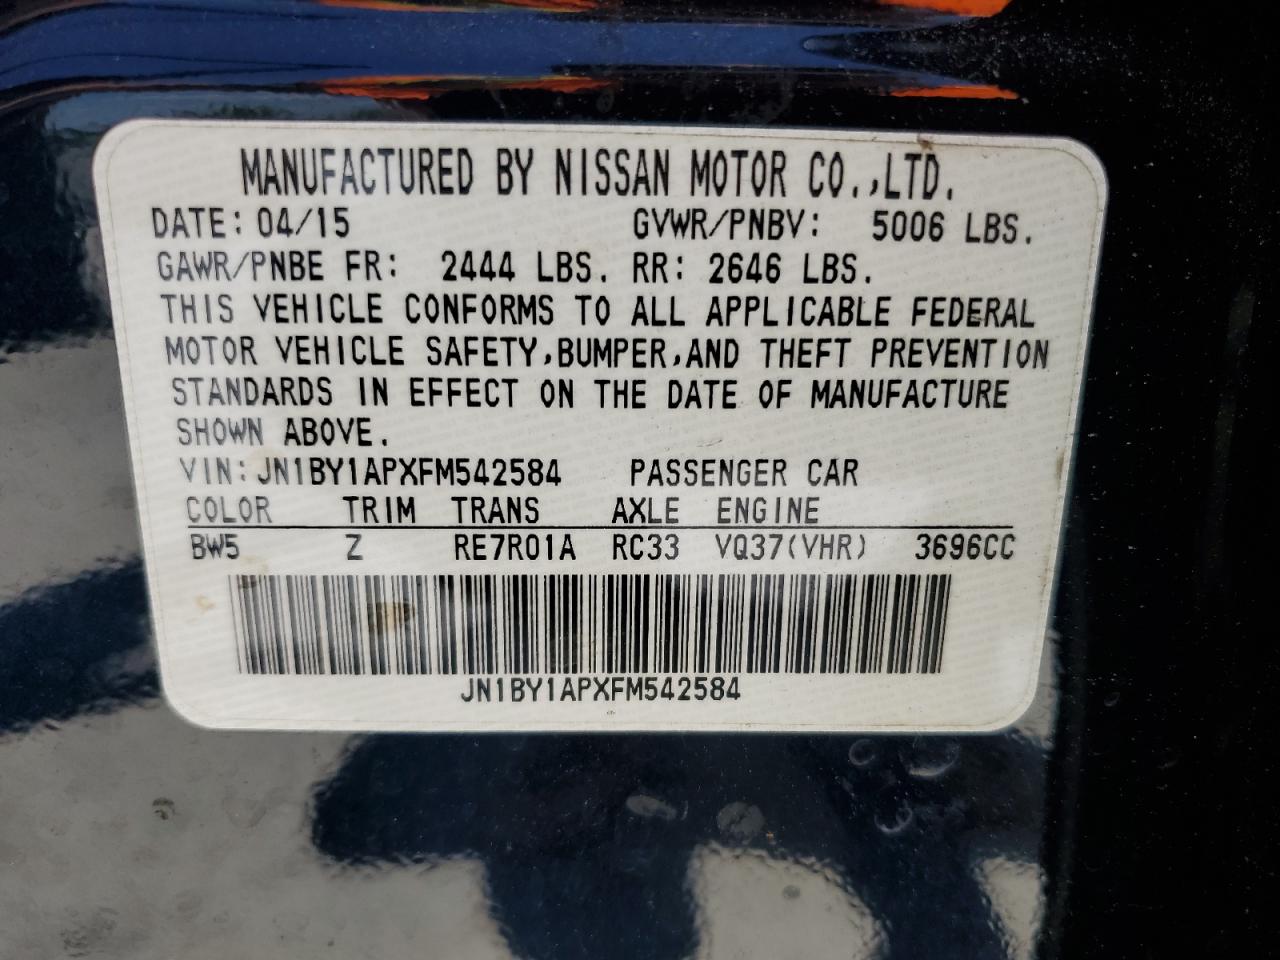 MANUFACTURED BY NISSAN MOTOR CO.,LTD.
DATE: 04/15 GVWR/PNBV: 5006 LBS.
GAWR/PNBE FR: 2444 LBS. RR: 2646 LBS.
THIS VEHICLE CONFORMS TO ALL APPLICABLE FEDERAL
MOTOR VEHICLE SAFETY,BUMPER,AND THEFT PREVENTION
STANDARDS IN EFFECT ON THE DATE OF MANUFACTURE
SHOWN ABOVE.
VIN:JN1BY1APXFM542584 PASSENGER CAR
COLOR TRIM TRANS AXLE ENGINE
BW5 Z RE7R01A RC33 VQ37(VHR) 3696CC
JN1BY1APXFM542584